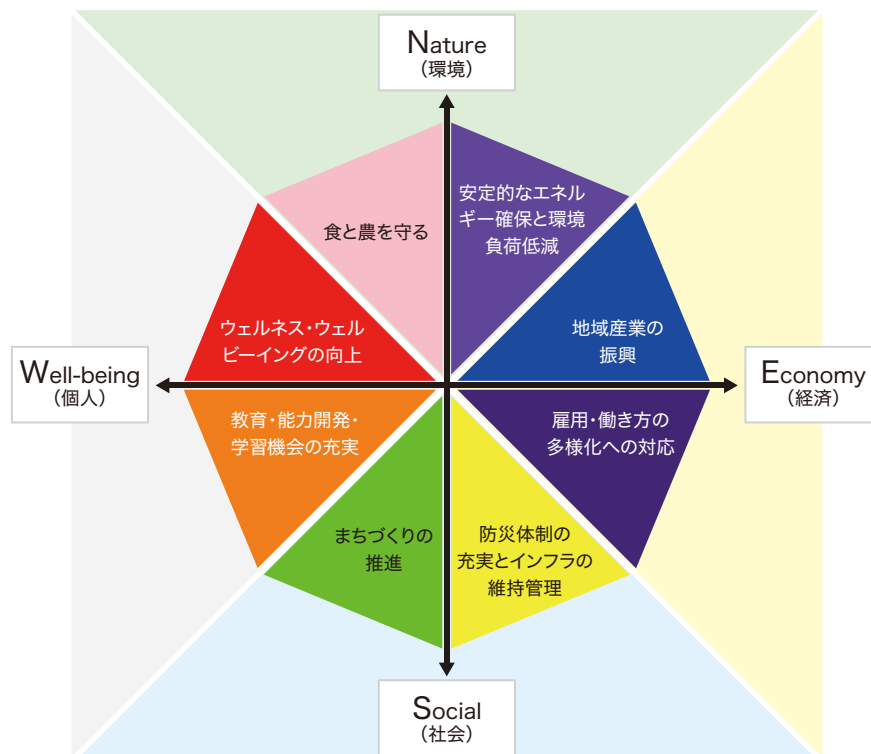 Nature
(環境)
食と農を守る
安定的なエネル
ギー確保と環境
負荷低減
ウェルネス・ウェル
ビーイングの向上
地域産業の
振興
Well-being
(個人)
Economy
(経済)
教育・能力開発・
学習機会の充実
雇用・働き方の
多様化への対応
まちづくりの
推進
防災体制の
充実とインフラの
維持管理
Social
(社会)